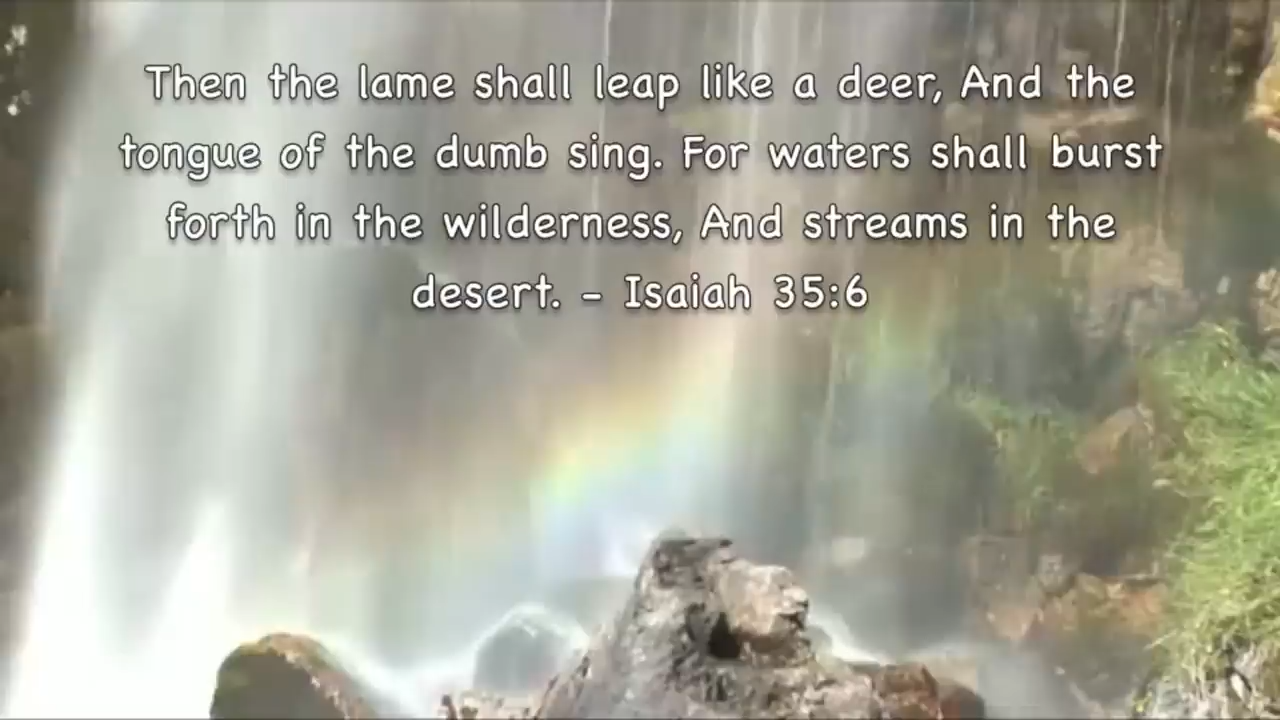 Then the lame shall leap like a deer, And the
tongue of the dumb sing. For waters shall burst
forth in the wilderness, And streams in the
desert. - Isaiah 35:6